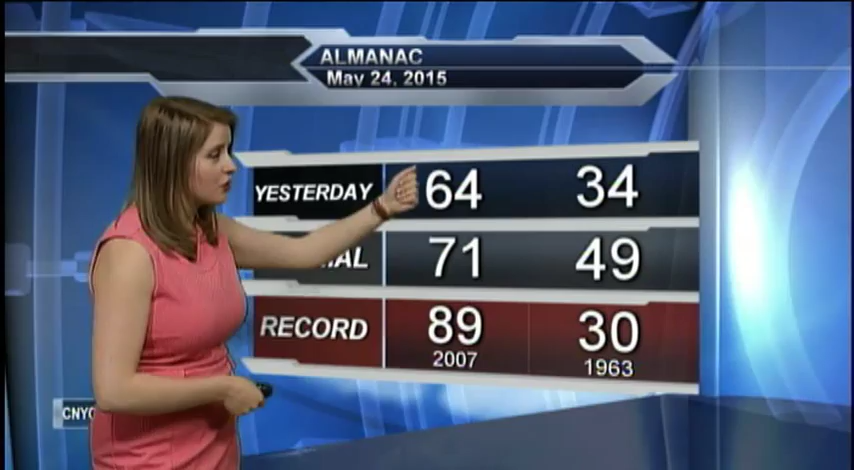 ALMANAC
May 24, 2015
YESTERDAY 64 34
71 49
RECORD 89 30
2007 1963